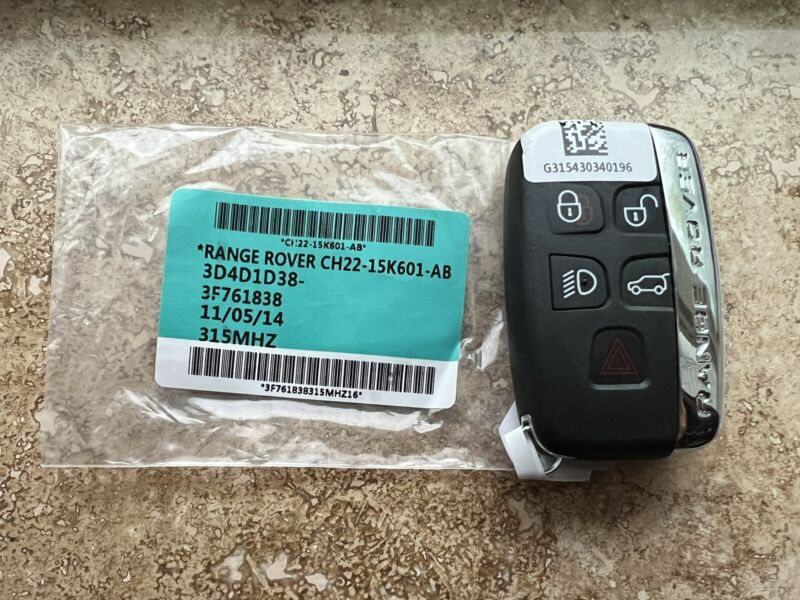 *CH22-15K601-AB*
*RANGE ROVER CH22-15K601-AB
3D4D1D38-
3F761838
11/05/14
315MHZ
*3F761838315MHZ16*
G315430340196
RANGE ROVER